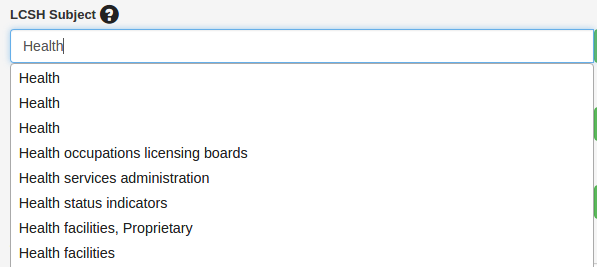 LCSH Subject ?
Health
Health
Health
Health
Health occupations licensing boards
Health services administration
Health status indicators
Health facilities, Proprietary
Health facilities